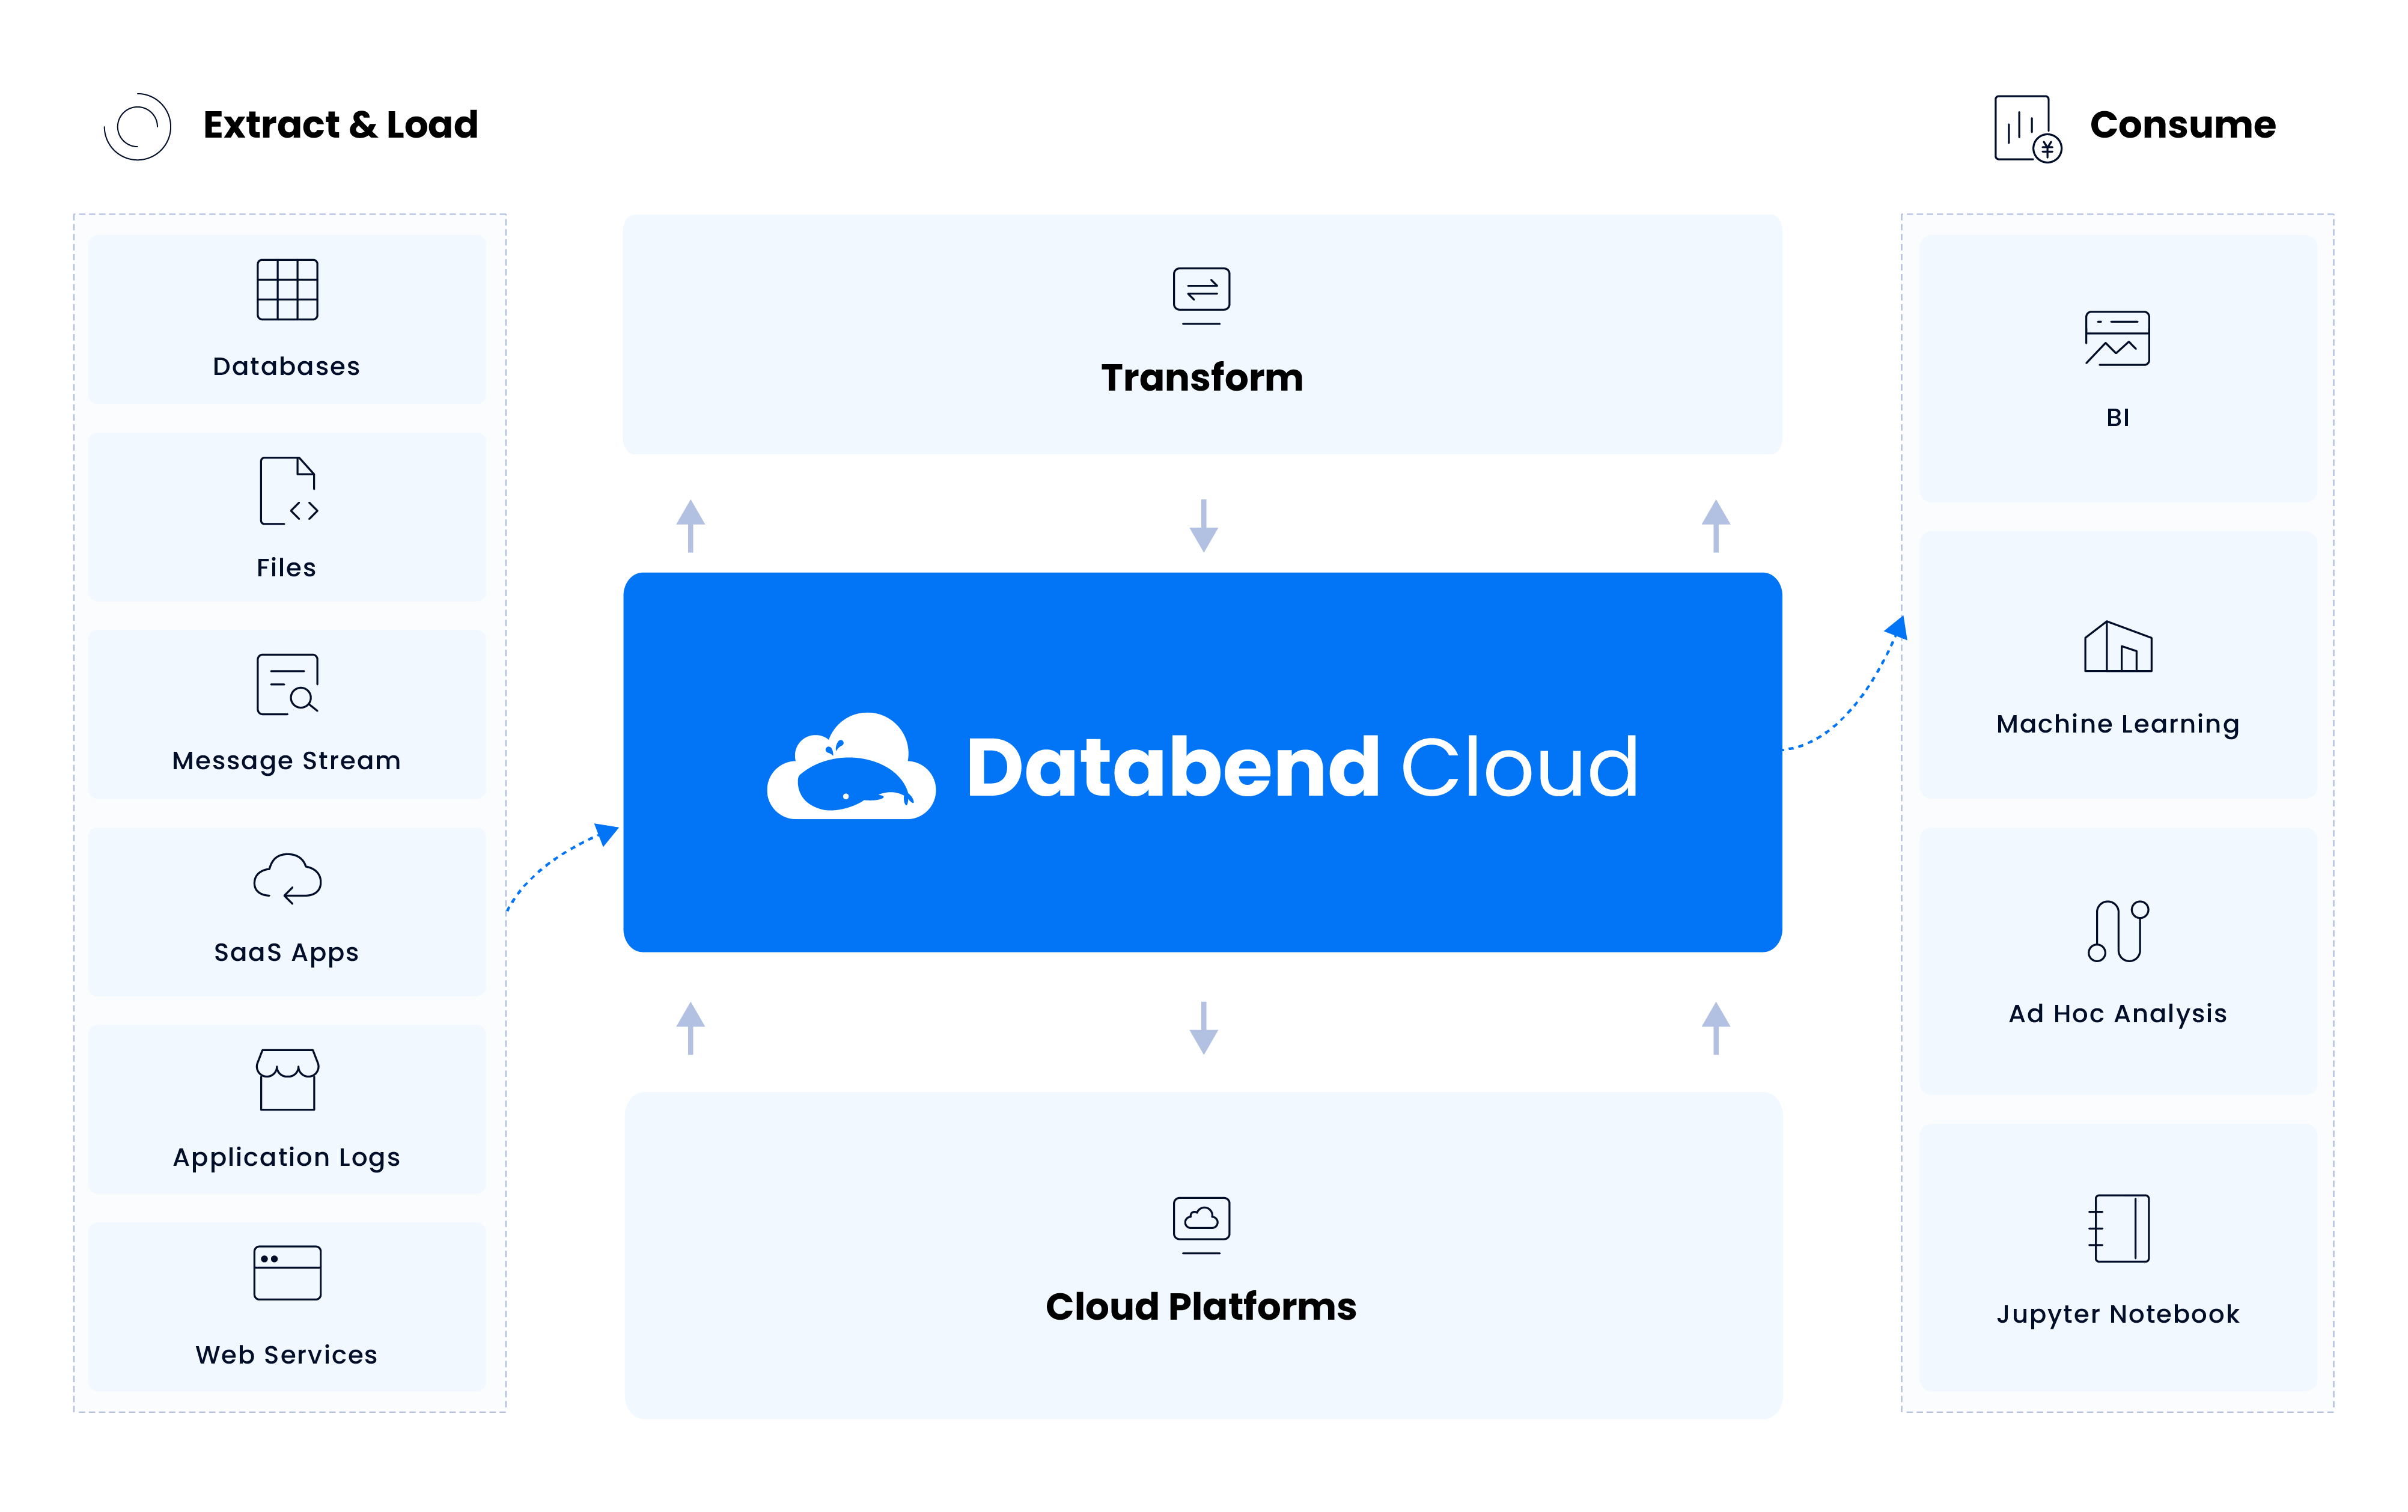 Extract & Load
Databases
Files
Message Stream
SaaS Apps
Application Logs
Web Services
Transform
Databend Cloud
Cloud Platforms
Consume
¥
BI
Machine Learning
Ad Hoc Analysis
Jupyter Notebook